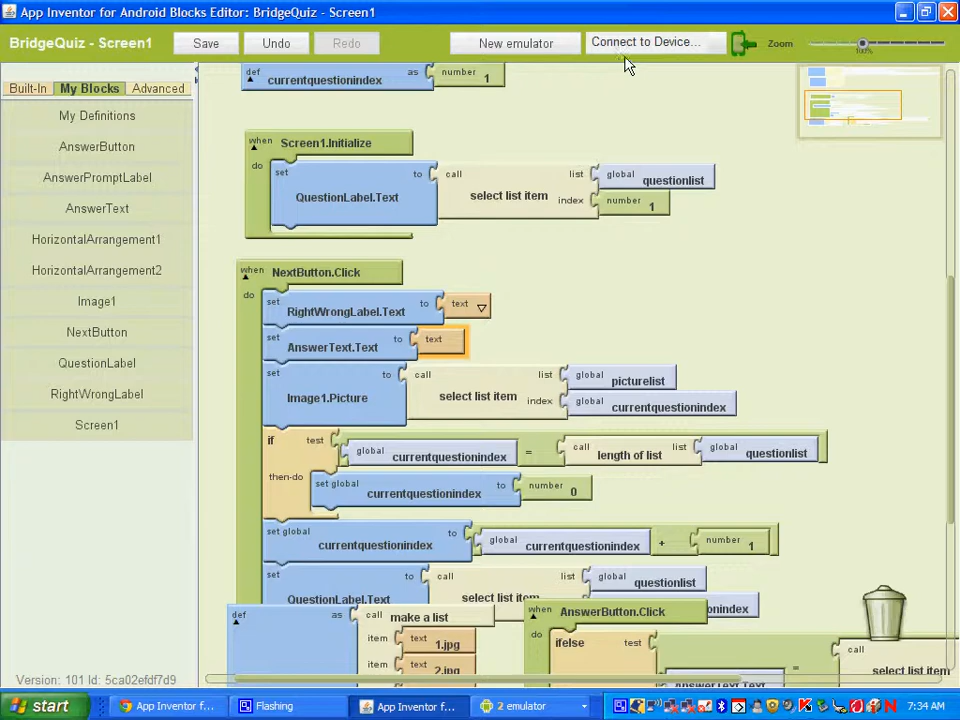 App Inventor for Android Blocks Editor: BridgeQuiz - Screen1
BridgeQuiz - Screen1 Save Undo Redo New emulator Connect to Device... Zoom 100%
Built-In My Blocks Advanced
My Definitions
AnswerButton
AnswerPromptLabel
AnswerText
HorizontalArrangement1
HorizontalArrangement2
Image1
NextButton
QuestionLabel
RightWrongLabel
Screen1
def currentquestionindex as number 1
when Screen1.Initialize
do set QuestionLabel.Text to call select list item list global questionlist
index number 1
when NextButton.Click
do set RightWrongLabel.Text to text
set AnswerText.Text to text
set Image1.Picture to call select list item list global picturelist
index global currentquestionindex
if test global currentquestionindex = call length of list list global questionlist
then-do set global currentquestionindex to number 0
set global currentquestionindex to global currentquestionindex + number 1
set QuestionLabel.Text to call select list item list global questionlist
onindex
def as call make a list
item text 1.jpg
item text 2.jpg
when AnswerButton.Click
do ifelse test
AnswerText.Text = call
select list item
Version: 101 Id: 5ca02efdf7d9
start App Inventor f... Flashing App Inventor f... 2 emulator 7:34 AM